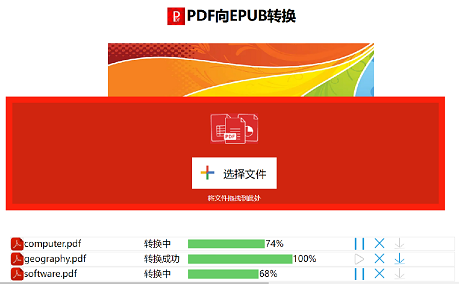 PDF向EPUB转换
PDF
选择文件
将文件拖拽到此处
computer.pdf 转换中 74%
geography.pdf 转换成功 100%
software.pdf 转换中 68%